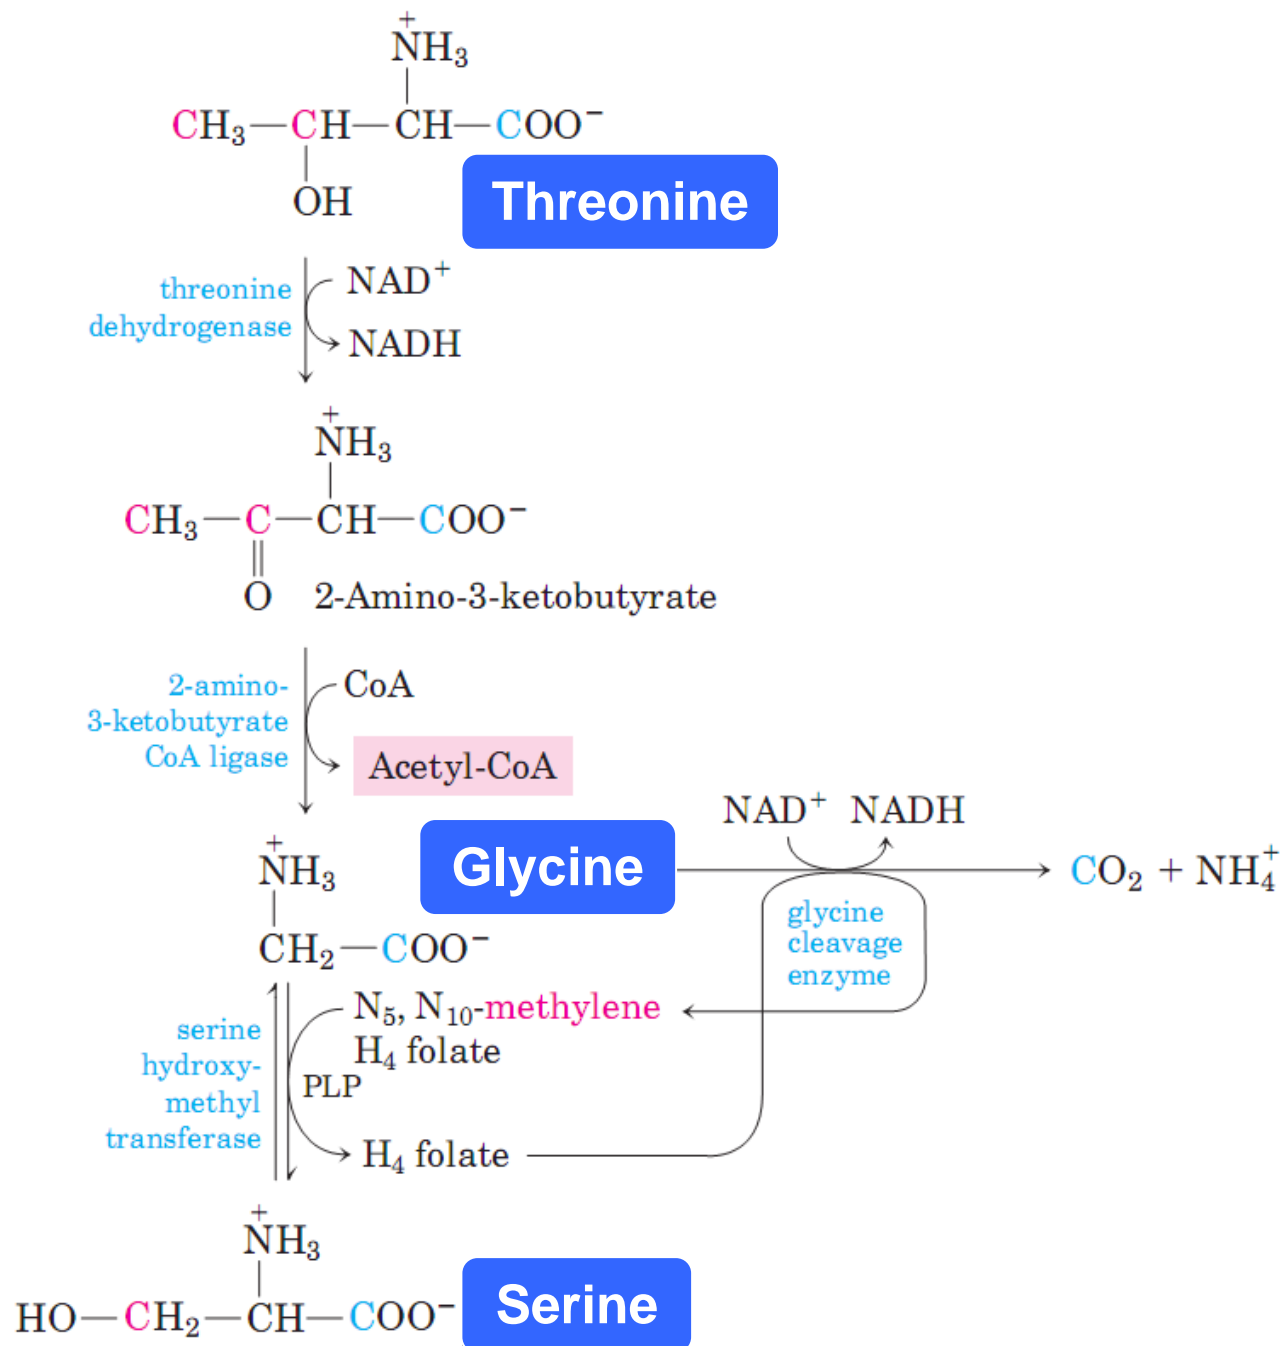 +
NH₃
CH₃—CH—CH—COO⁻
OH
Threonine
threonine
dehydrogenase
NAD⁺
NADH
+
NH₃
CH₃—C—CH—COO⁻
O
2-Amino-3-ketobutyrate
2-amino-
3-ketobutyrate
CoA ligase
CoA
Acetyl-CoA
+
NH₃
CH₂—COO⁻
Glycine
NAD⁺ NADH
CO₂ + NH₄⁺
glycine
cleavage
enzyme
serine
hydroxy-
methyl
transferase
N₅, N₁₀-methylene
H₄ folate
PLP
H₄ folate
+
NH₃
HO—CH₂—CH—COO⁻
Serine